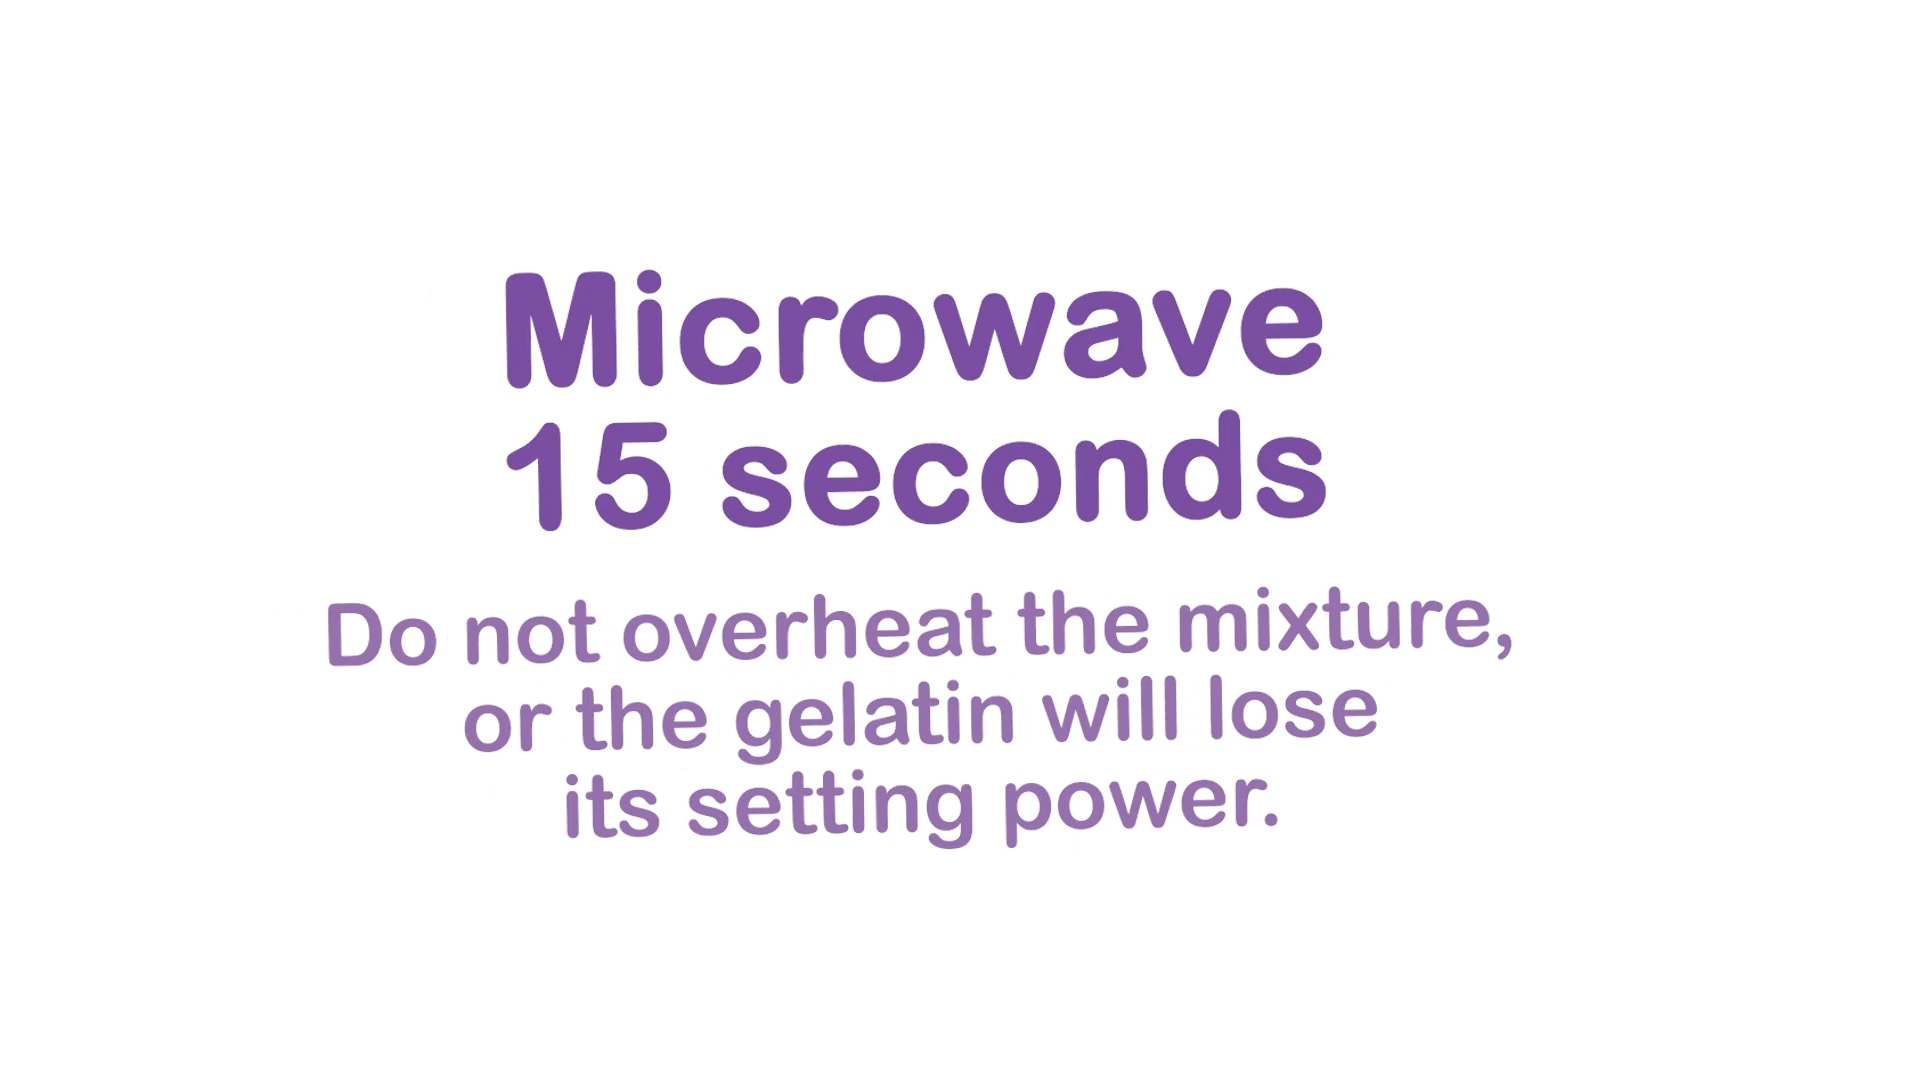 Microwave
15 seconds
Do not overheat the mixture,
or the gelatin will lose
its setting power.